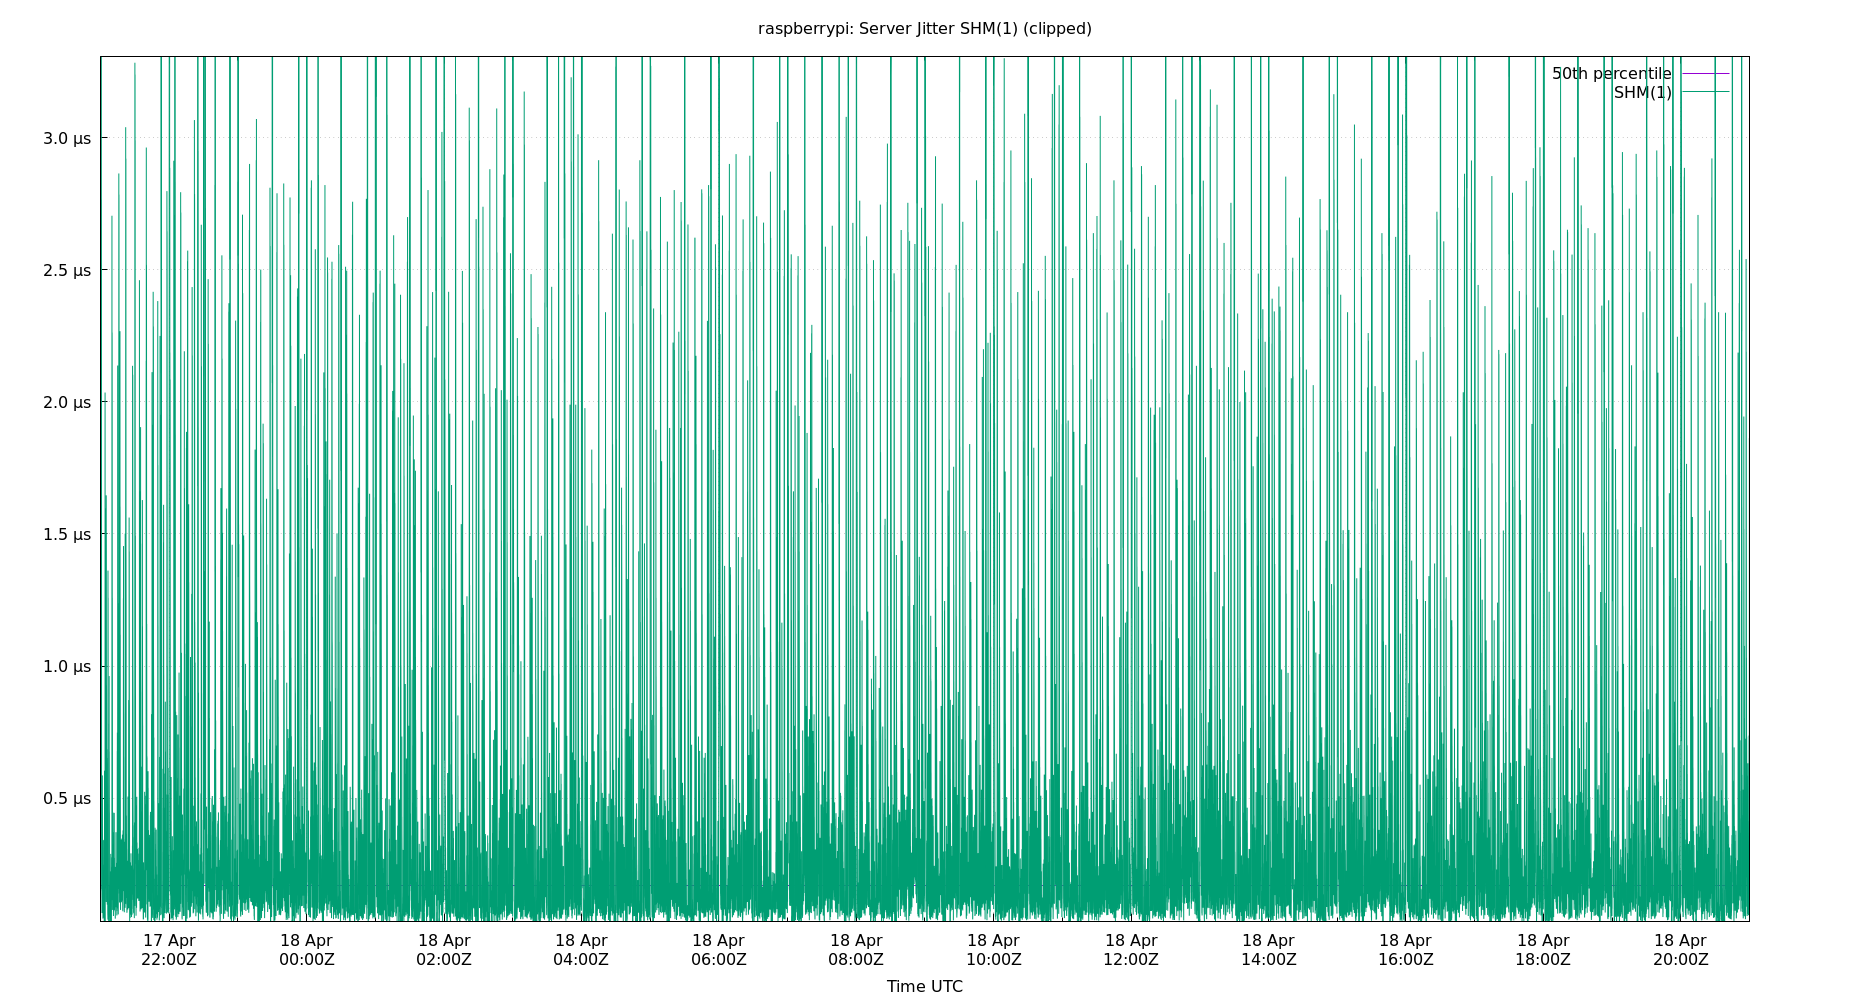 raspberrypi: Server Jitter SHM(1) (clipped)
50th percentile
SHM(1)
3.0 µs
2.5 µs
2.0 µs
1.5 µs
1.0 µs
0.5 µs
17 Apr 18 Apr 18 Apr 18 Apr 18 Apr 18 Apr 18 Apr 18 Apr 18 Apr 18 Apr 18 Apr 18 Apr
22:00Z 00:00Z 02:00Z 04:00Z 06:00Z 08:00Z 10:00Z 12:00Z 14:00Z 16:00Z 18:00Z 20:00Z
Time UTC